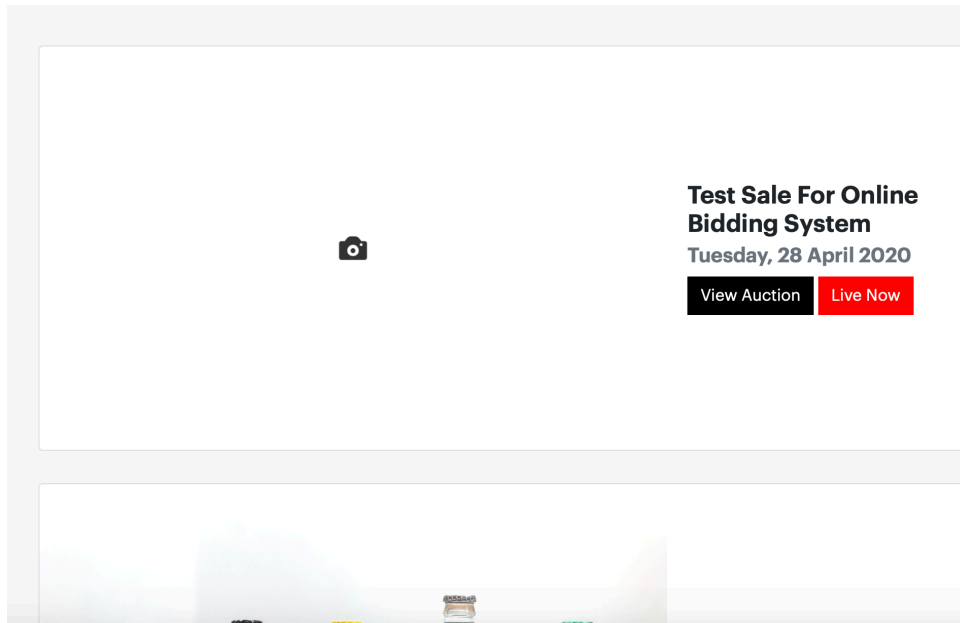 Test Sale For Online
Bidding System
Tuesday, 28 April 2020
View Auction
Live Now